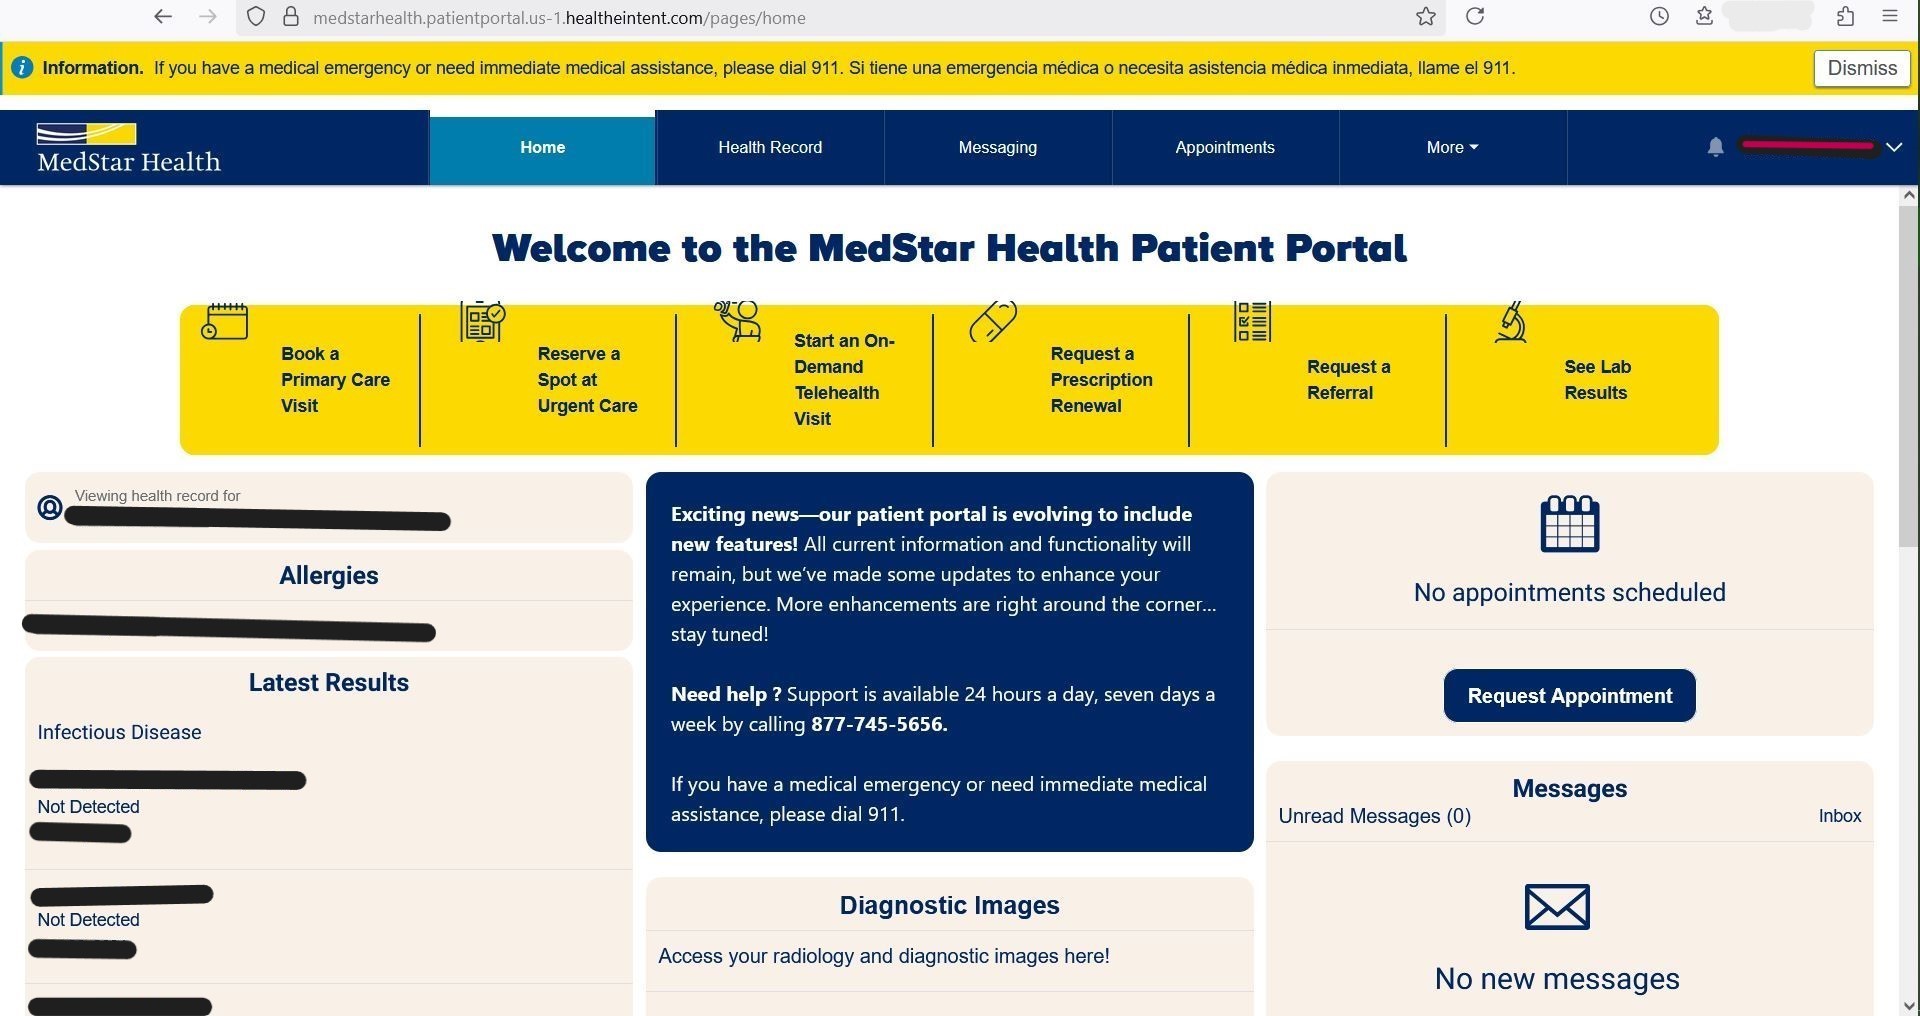 medstarhealth.patientportal.us-1.healtheintent.com/pages/home
Information. If you have a medical emergency or need immediate medical assistance, please dial 911. Si tiene una emergencia médica o necesita asistencia médica inmediata, llame el 911.
Dismiss
MedStar Health
Home
Health Record
Messaging
Appointments
More
Welcome to the MedStar Health Patient Portal
Book a
Primary Care
Visit
Reserve a
Spot at
Urgent Care
Start an On-
Demand
Telehealth
Visit
Request a
Prescription
Renewal
Request a
Referral
See Lab
Results
Viewing health record for
Allergies
Latest Results
Infectious Disease
Not Detected
Not Detected
Exciting news—our patient portal is evolving to include
new features! All current information and functionality will
remain, but we’ve made some updates to enhance your
experience. More enhancements are right around the corner...
stay tuned!
Need help ? Support is available 24 hours a day, seven days a
week by calling 877-745-5656.
If you have a medical emergency or need immediate medical
assistance, please dial 911.
Diagnostic Images
Access your radiology and diagnostic images here!
No appointments scheduled
Request Appointment
Messages
Unread Messages (0)
Inbox
No new messages